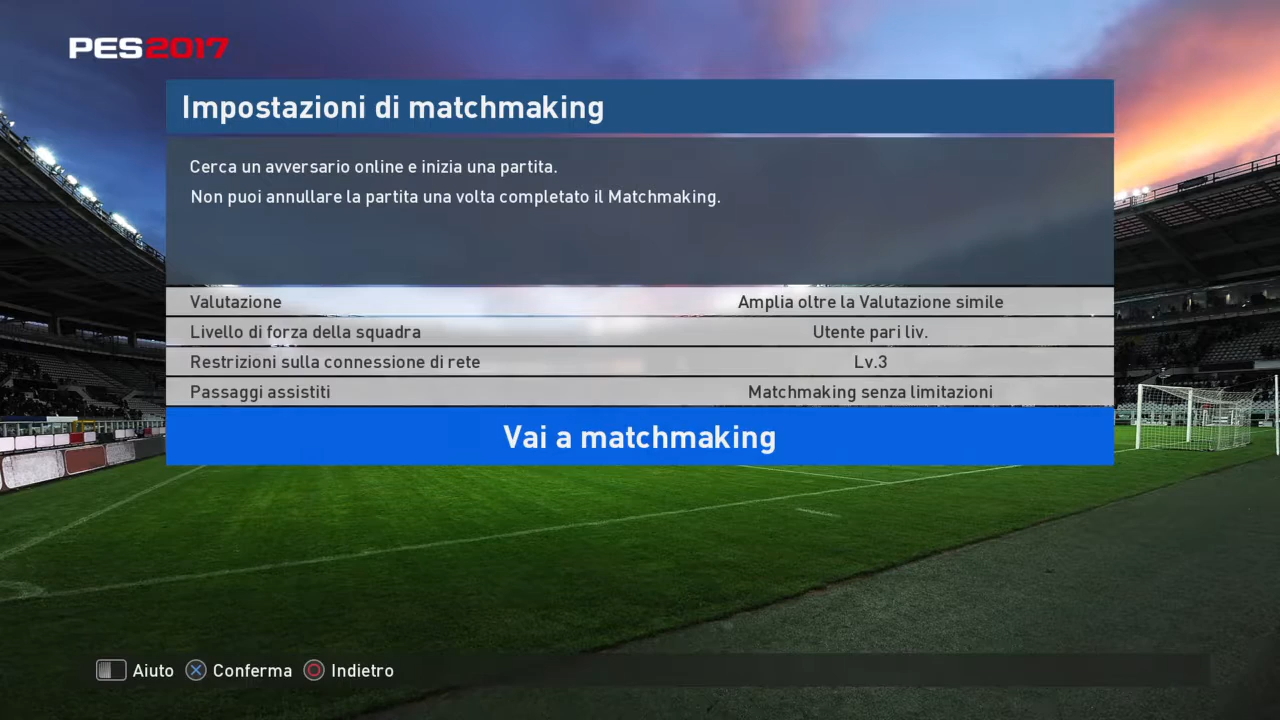 PES2017
Impostazioni di matchmaking
Cerca un avversario online e inizia una partita.
Non puoi annullare la partita una volta completato il Matchmaking.
Valutazione Amplia oltre la Valutazione simile
Livello di forza della squadra Utente pari liv.
Restrizioni sulla connessione di rete Lv.3
Passaggi assistiti Matchmaking senza limitazioni
Vai a matchmaking
Aiuto Conferma Indietro